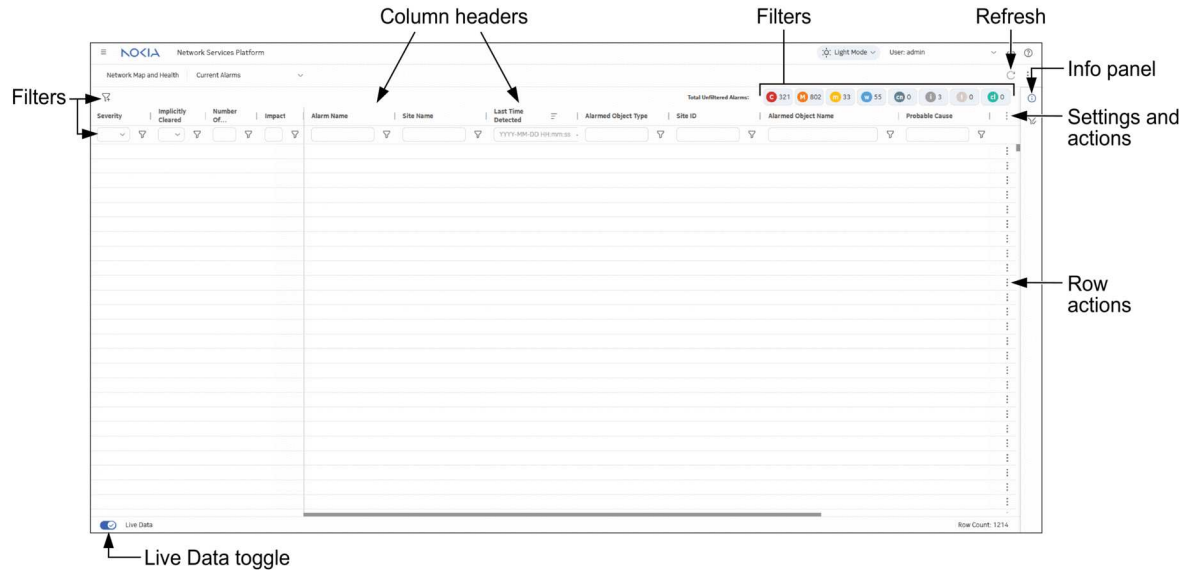 Column headers
Filters
Refresh
NOKIA Network Services Platform
Light Mode
User: admin
Network Map and Health
Current Alarms
Info panel
Filters
Total Unfiltered Alarms:
C 321
M 802
m 33
w 55
cn 0
i 3
0
cl 0
Severity
Implicitly Cleared
Number Of...
Impact
Alarm Name
Site Name
Last Time Detected
Alarmed Object Type
Site ID
Alarmed Object Name
Probable Cause
Settings and
actions
YYYY-MM-DD HH:mm:ss
Row
actions
Live Data
Row Count: 1214
Live Data toggle